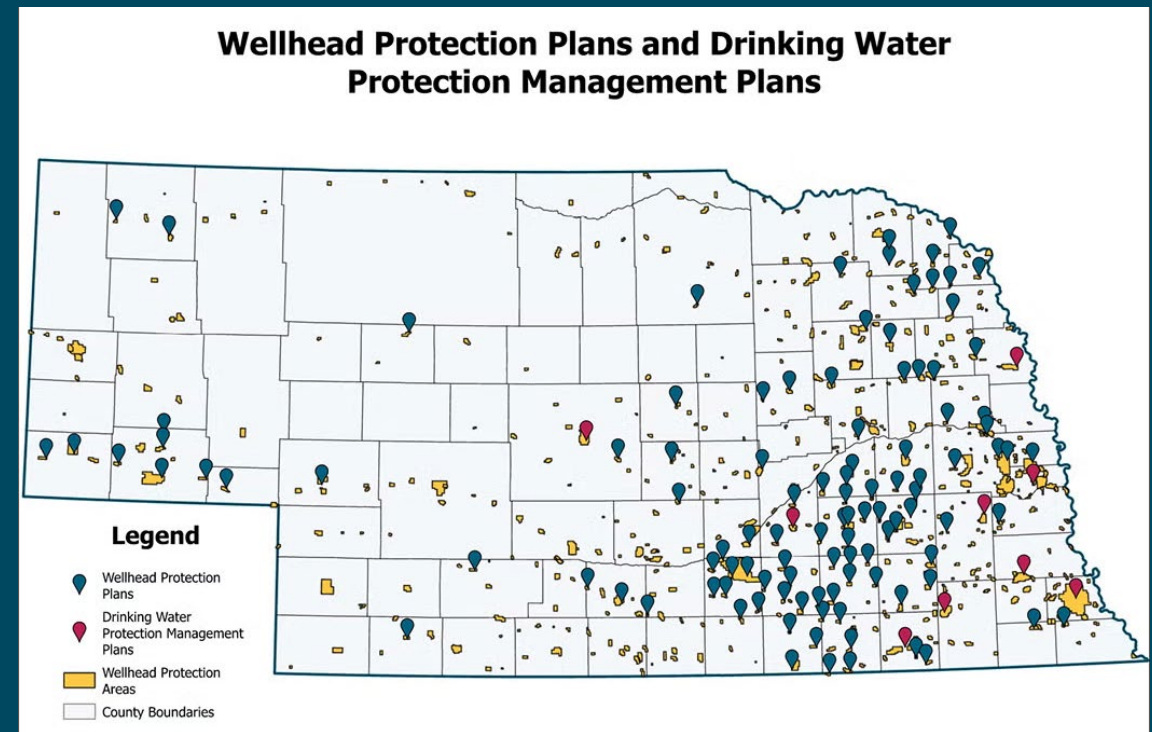 Wellhead Protection Plans and Drinking Water
Protection Management Plans
Legend
Wellhead Protection
Plans
Drinking Water
Protection Management
Plans
Wellhead Protection
Areas
County Boundaries